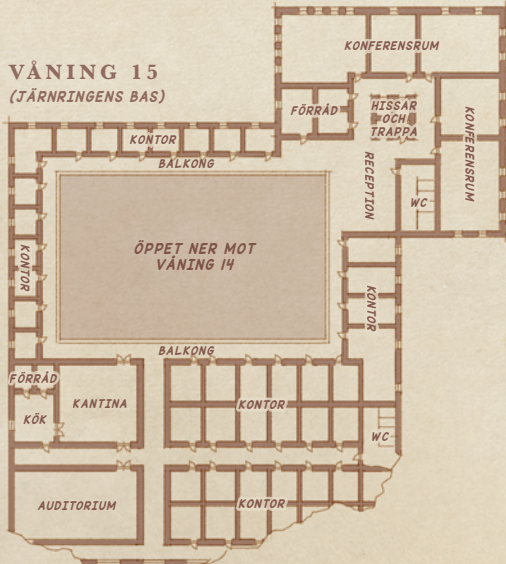 VÅNING 15
(JÄRNRINGENS BAS)
KONFERENSRUM
FÖRRÅD
HISSAR
OCH
TRAPPA
KONFERENSRUM
KONTOR
BALKONG
RECEPTION
WC
ÖPPET NER MOT
VÅNING 14
KONTOR
KONTOR
BALKONG
FÖRRÅD
KANTINA
KONTOR
KÖK
WC
AUDITORIUM
KONTOR